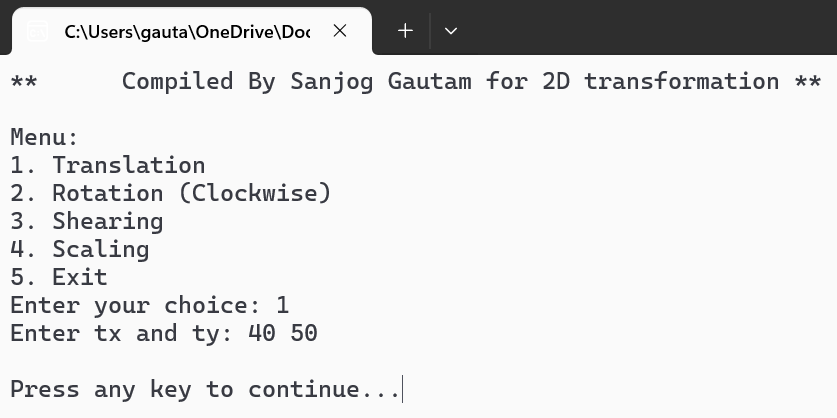 C:\Users\gauta\OneDrive\Doc
** Compiled By Sanjog Gautam for 2D transformation **
Menu:
1. Translation
2. Rotation (Clockwise)
3. Shearing
4. Scaling
5. Exit
Enter your choice: 1
Enter tx and ty: 40 50
Press any key to continue...